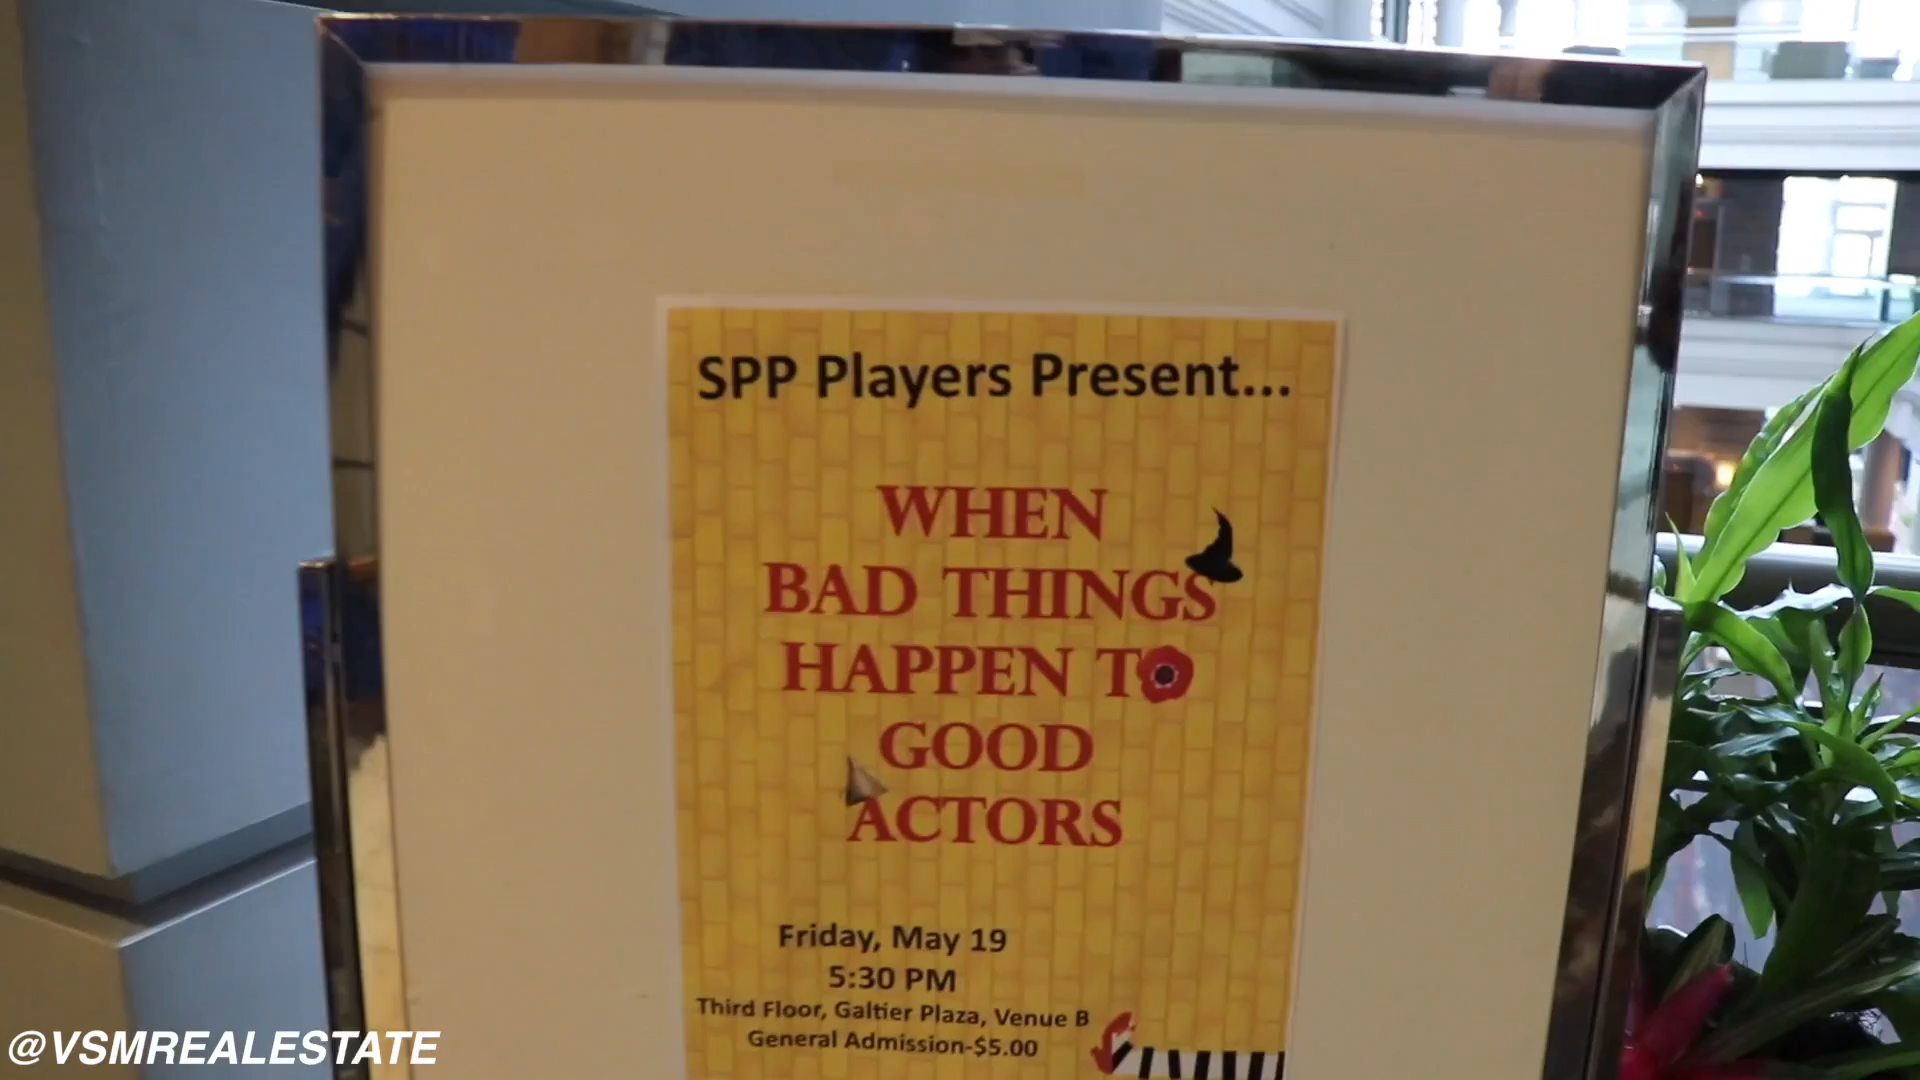 SPP Players Present...
WHEN
BAD THINGS
HAPPEN TO
GOOD
ACTORS
Friday, May 19
5:30 PM
Third Floor, Galtier Plaza, Venue B
General Admission-$5.00
@VSMREALESTATE